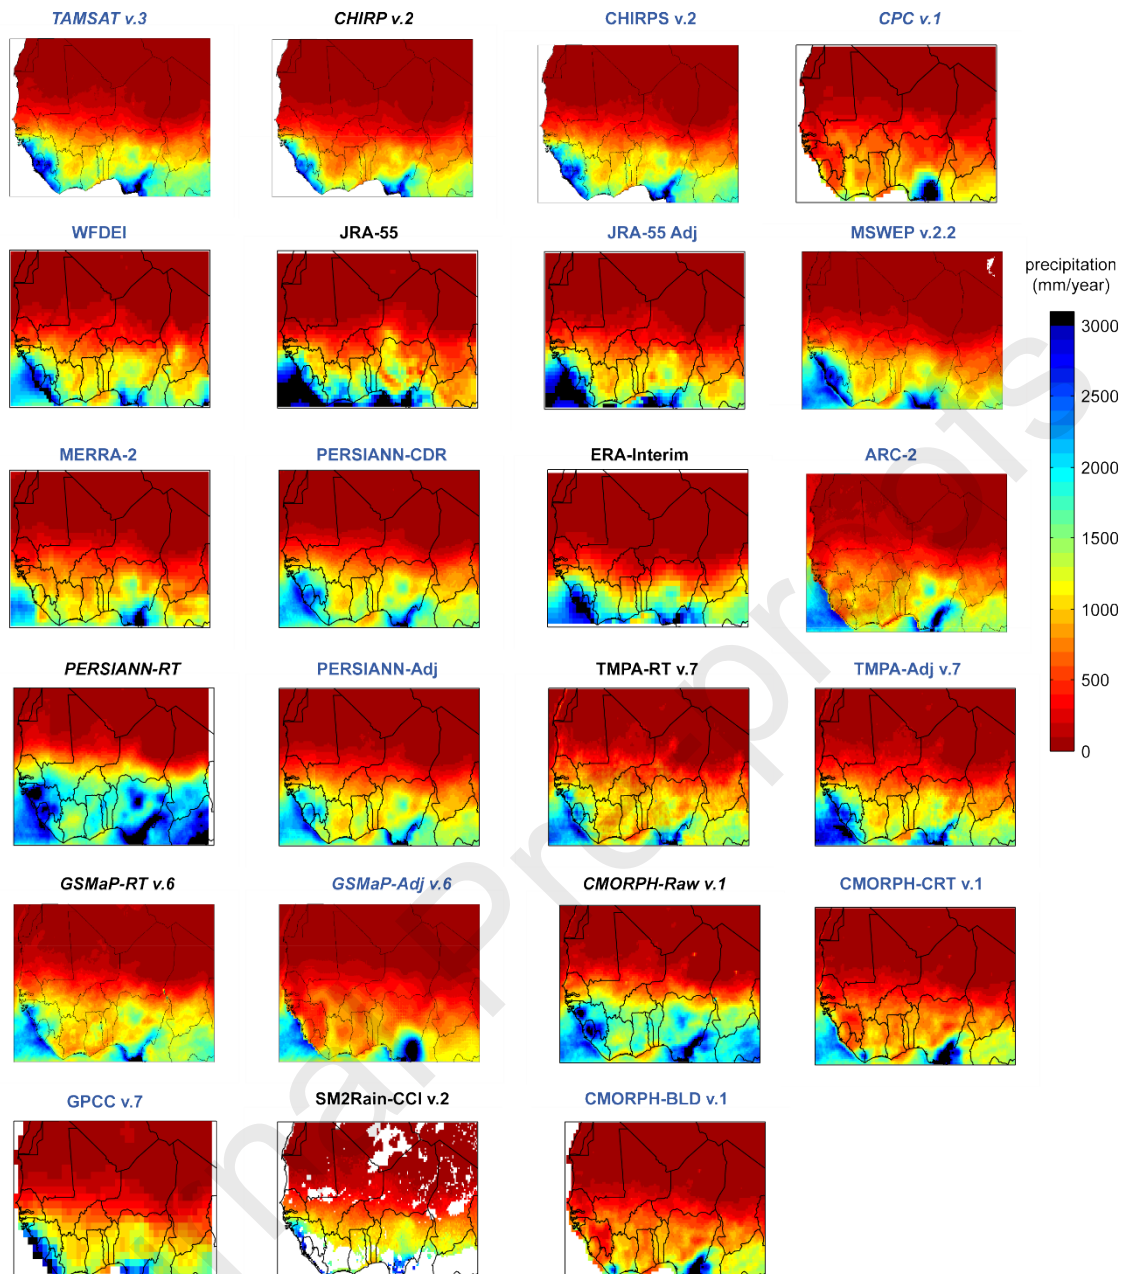 TAMSAT v.3
CHIRP v.2
CHIRPS v.2
CPC v.1
WFDEI
JRA-55
JRA-55 Adj
MSWEP v.2.2
precipitation
(mm/year)
3000
2500
2000
1500
1000
500
0
MERRA-2
PERSIANN-CDR
ERA-Interim
ARC-2
PERSIANN-RT
PERSIANN-Adj
TMPA-RT v.7
TMPA-Adj v.7
GSMaP-RT v.6
GSMaP-Adj v.6
CMORPH-Raw v.1
CMORPH-CRT v.1
GPCC v.7
SM2Rain-CCI v.2
CMORPH-BLD v.1
nal Pre-proofs